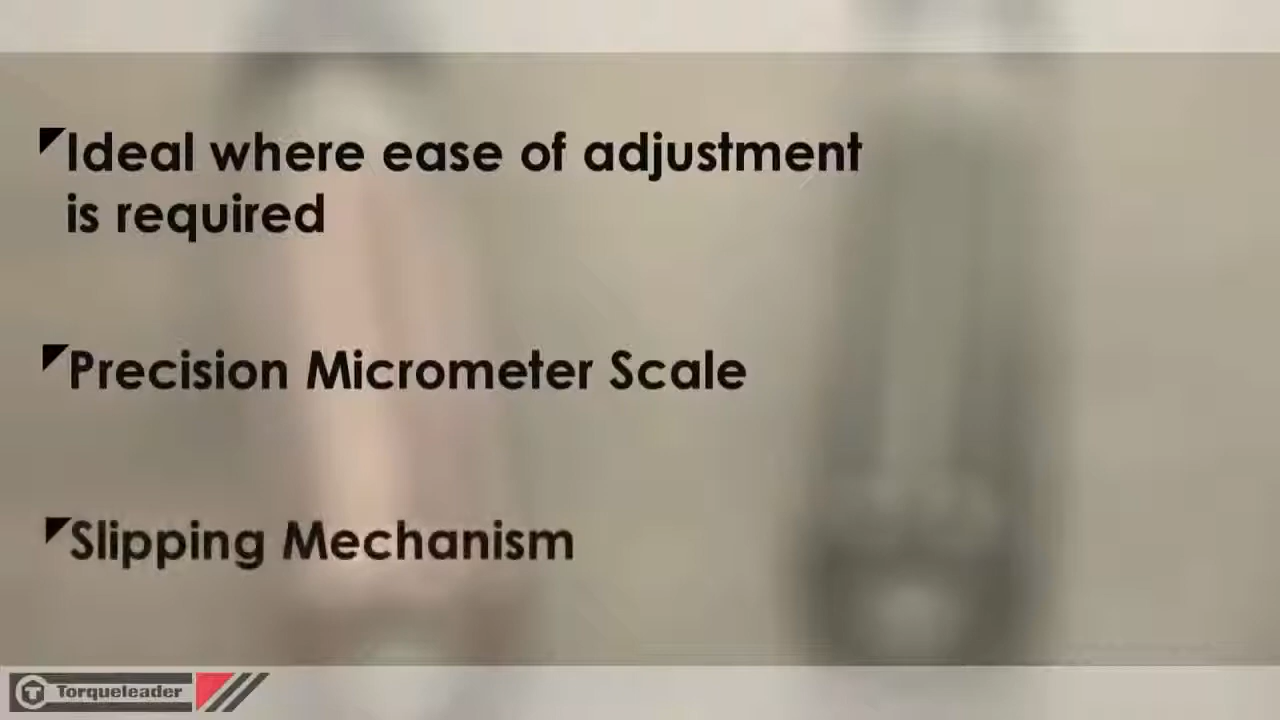 Ideal where ease of adjustment
is required
Precision Micrometer Scale
Slipping Mechanism
Torqueleader